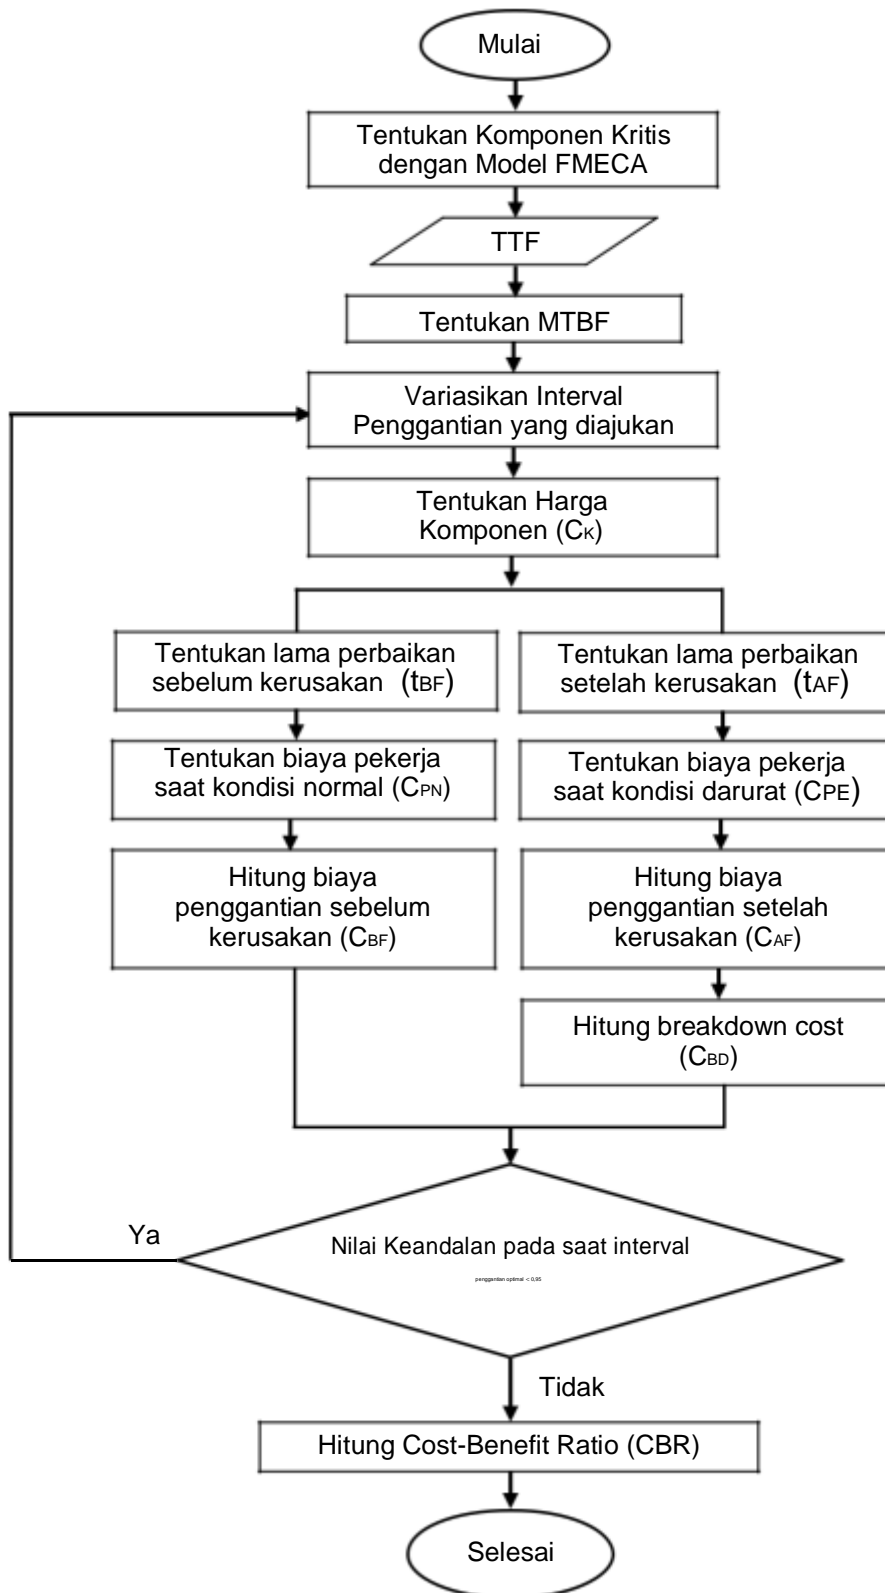 Mulai
Tentukan Komponen Kritis
dengan Model FMECA
TTF
Tentukan MTBF
Variasikan Interval
Penggantian yang diajukan
Tentukan Harga
Komponen (CK)
Tentukan lama perbaikan
sebelum kerusakan (tBF)
Tentukan biaya pekerja
saat kondisi normal (CPN)
Hitung biaya
penggantian sebelum
kerusakan (CBF)
Tentukan lama perbaikan
setelah kerusakan (tAF)
Tentukan biaya pekerja
saat kondisi darurat (CPE)
Hitung biaya
penggantian setelah
kerusakan (CAF)
Hitung breakdown cost
(CBD)
Ya
Nilai Keandalan pada saat interval
penggantian optimal < 0,95
Tidak
Hitung Cost-Benefit Ratio (CBR)
Selesai